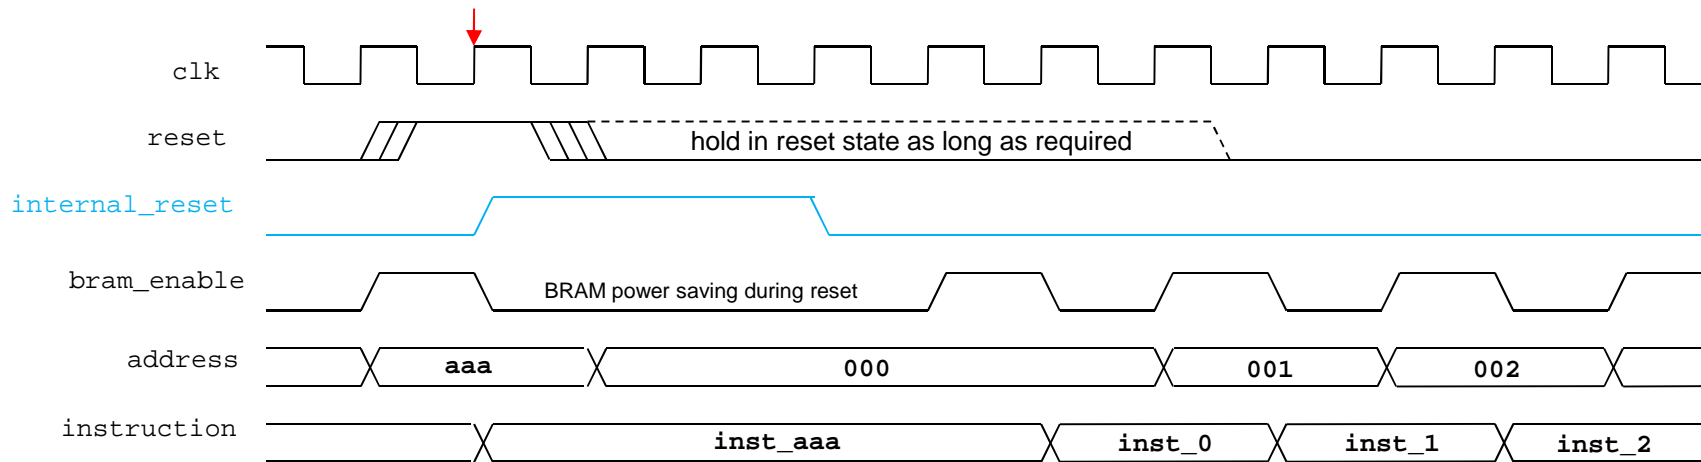 clk
reset
hold in reset state as long as required
internal_reset
bram_enable
BRAM power saving during reset
address
aaa
000
001
002
instruction
inst_aaa
inst_0
inst_1
inst_2